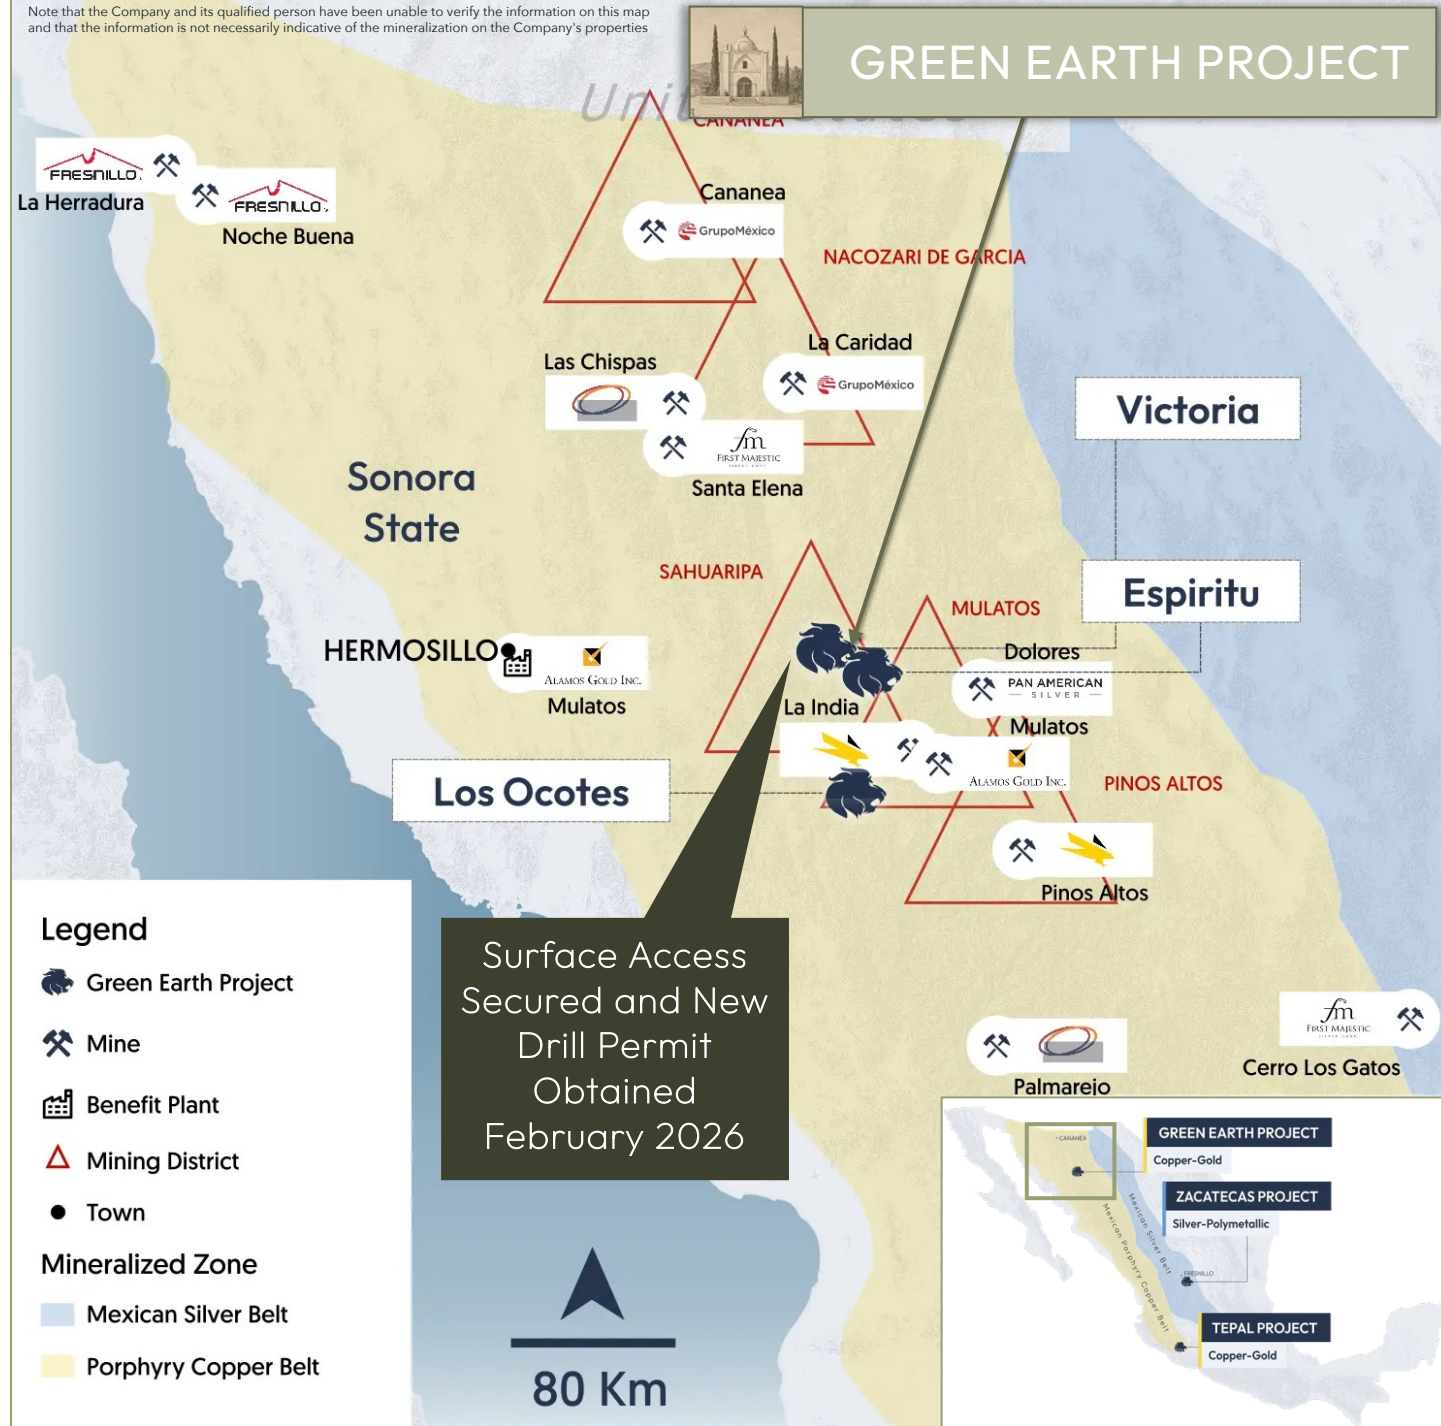 Note that the Company and its qualified person have been unable to verify the information on this map
and that the information is not necessarily indicative of the mineralization on the Company's properties
GREEN EARTH PROJECT
CANANEA
FRESNILLO
La Herradura
FRESNILLO
Noche Buena
Cananea
GrupoMéxico
NACOZARI DE GARCIA
La Caridad
GrupoMéxico
Las Chispas
fm
FIRST MAJESTIC
SILVER CORP
Santa Elena
Victoria
Sonora
State
SAHUARIPA
Espiritu
MULATOS
HERMOSILLO
ALAMOS GOLD INC.
Mulatos
Dolores
PAN AMERICAN
SILVER
La India
Mulatos
ALAMOS GOLD INC.
Los Ocotes
PINOS ALTOS
Pinos Altos
Surface Access
Secured and New
Drill Permit
Obtained
February 2026
Legend
Green Earth Project
Mine
Benefit Plant
Mining District
Town
Mineralized Zone
Mexican Silver Belt
Porphyry Copper Belt
80 Km
Palmarejo
fm
FIRST MAJESTIC
SILVER CORP
Cerro Los Gatos
CANANEA
GREEN EARTH PROJECT
Copper-Gold
ZACATECAS PROJECT
Silver-Polymetallic
Mexican Silver Belt
Mexican Porphyry Copper Belt
FRESNILLO
TEPAL PROJECT
Copper-Gold